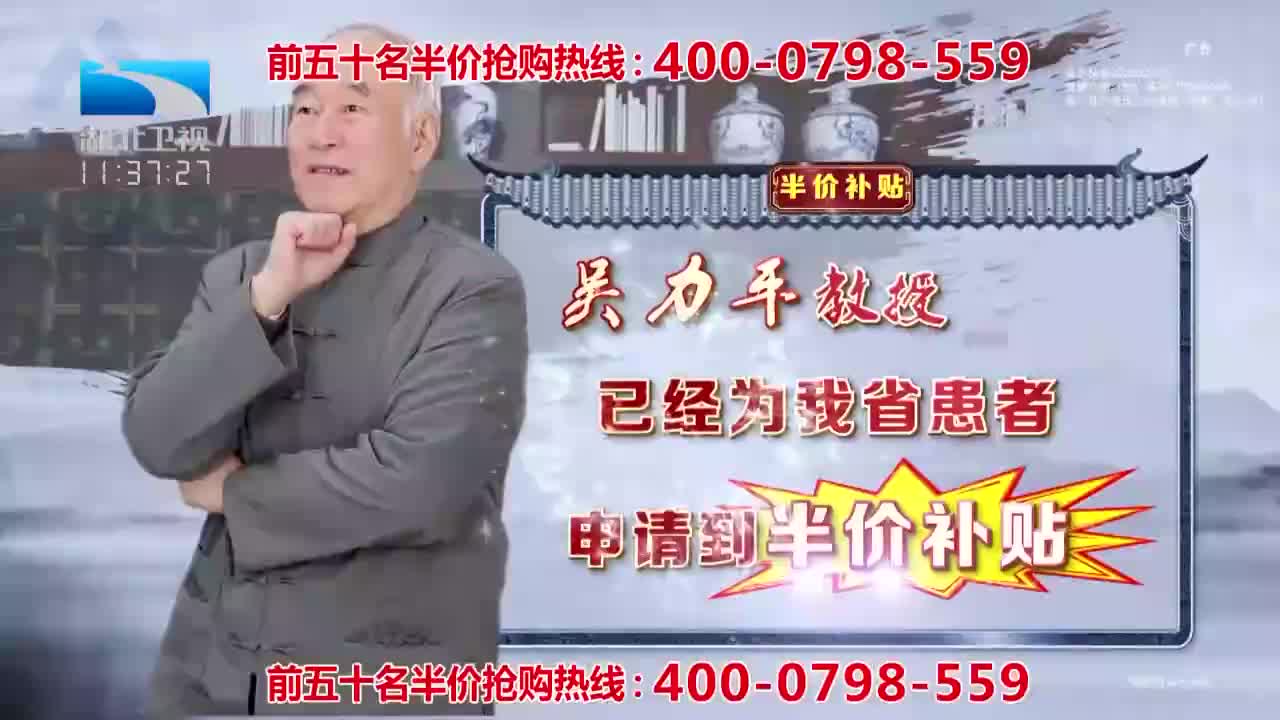 前五十名半价抢购热线：400-0798-559
广告
湖北卫视
11:37:27
半价补贴
吴力平教授
已经为我省患者
申请到半价补贴
前五十名半价抢购热线：400-0798-559